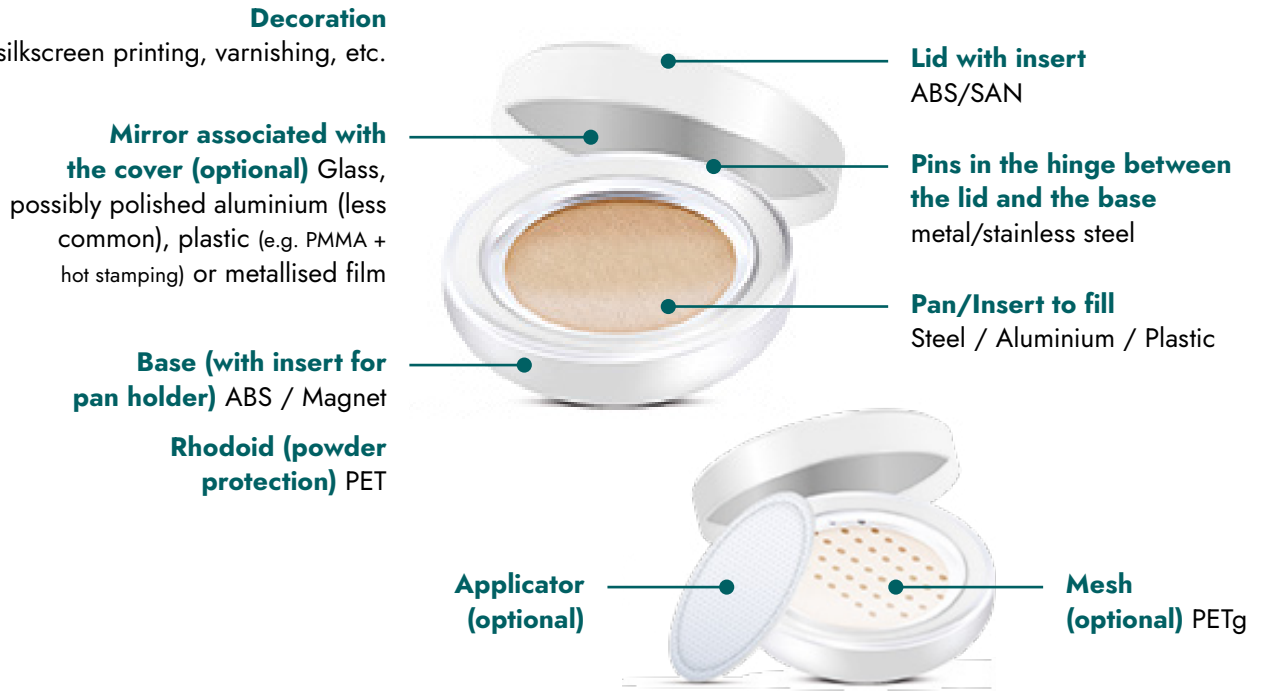 Decoration
silkscreen printing, varnishing, etc.
Mirror associated with
the cover (optional) Glass,
possibly polished aluminium (less
common), plastic (e.g. PMMA +
hot stamping) or metallised film
Base (with insert for
pan holder) ABS / Magnet
Rhodoid (powder
protection) PET
Lid with insert
ABS/SAN
Pins in the hinge between
the lid and the base
metal/stainless steel
Pan/Insert to fill
Steel / Aluminium / Plastic
Applicator
(optional)
Mesh
(optional) PETg